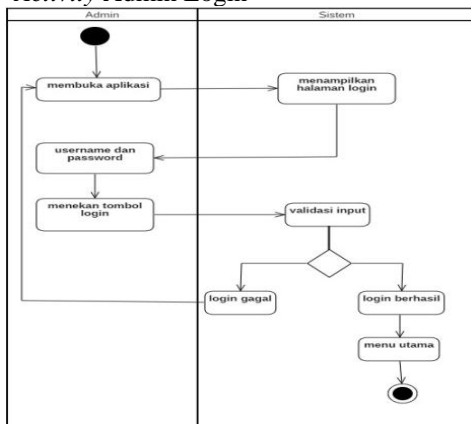 Activity Admin Login
Admin
Sistem
membuka aplikasi
menampilkan
halaman login
username dan
password
menekan tombol
login
validasi input
login gagal
login berhasil
menu utama